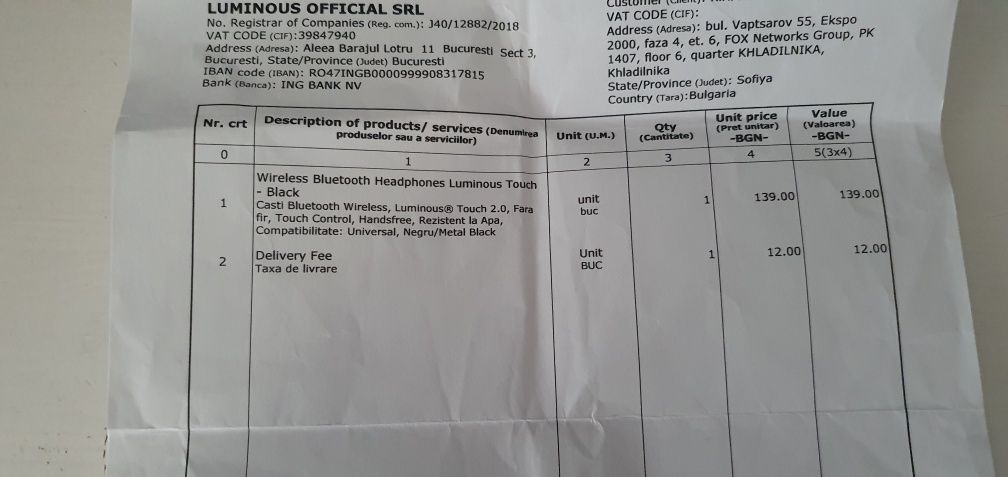 LUMINOUS OFFICIAL SRL
No. Registrar of Companies (Reg. com.): J40/12882/2018
VAT CODE (CIF):39847940
Address (Adresa): Aleea Barajul Lotru 11 Bucuresti Sect 3,
Bucuresti, State/Province (Judet) Bucuresti
IBAN code (IBAN): RO47INGB0000999908317815
Bank (Banca): ING BANK NV
Customer
VAT CODE (CIF):
Address (Adresa): bul. Vaptsarov 55, Ekspo
2000, faza 4, et. 6, FOX Networks Group, PK
1407, floor 6, quarter KHLADILNIKA,
Khladilnika
State/Province (Judet): Sofiya
Country (Tara):Bulgaria
Nr. crt
Description of products/ services (Denumirea
produselor sau a serviciilor)
Unit (U.M.)
Qty
(Cantitate)
Unit price
(Pret unitar)
-BGN-
Value
(Valoarea)
-BGN-
0 1 2 3 4 5(3x4)
1
Wireless Bluetooth Headphones Luminous Touch
- Black
Casti Bluetooth Wireless, Luminous® Touch 2.0, Fara
fir, Touch Control, Handsfree, Rezistent la Apa,
Compatibilitate: Universal, Negru/Metal Black
unit
buc
1 139.00 139.00
2
Delivery Fee
Taxa de livrare
Unit
BUC
1 12.00 12.00